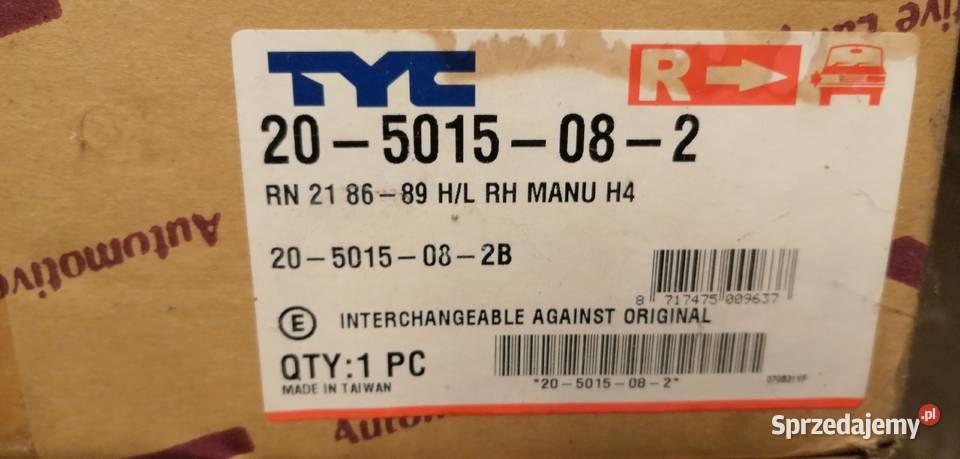 TYC
R
20-5015-08-2
RN 21 86-89 H/L RH MANU H4
20-5015-08-2B
8 717475 009637
E INTERCHANGEABLE AGAINST ORIGINAL
QTY:1 PC
MADE IN TAIWAN
*20-5015-08-2*
Automotive
Sprzedajemy.pl